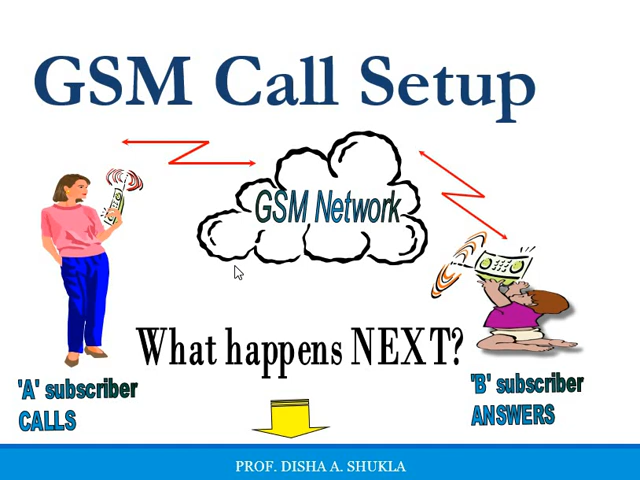 GSM Call Setup
GSM Network
What happens NEXT?
'A' subscriber
CALLS
'B' subscriber
ANSWERS
PROF. DISHA A. SHUKLA